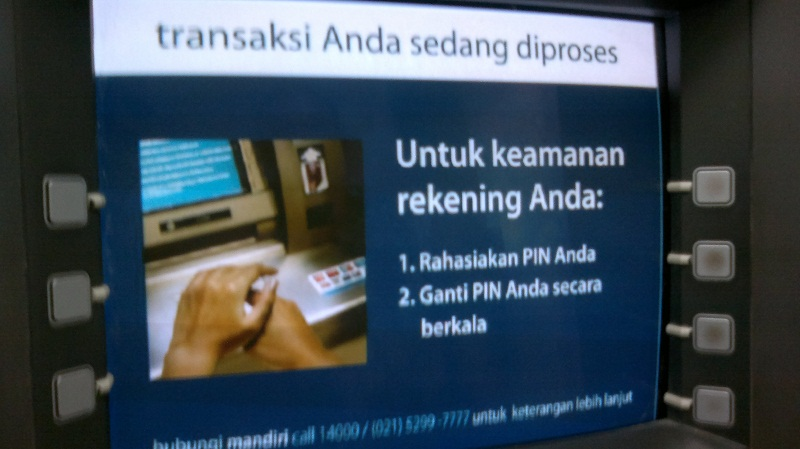 transaksi Anda sedang diproses
Untuk keamanan
rekening Anda:
1. Rahasiakan PIN Anda
2. Ganti PIN Anda secara
berkala
hubungi mandiri call 14000 / (021) 5299 -7777 untuk keterangan lebih lanjut